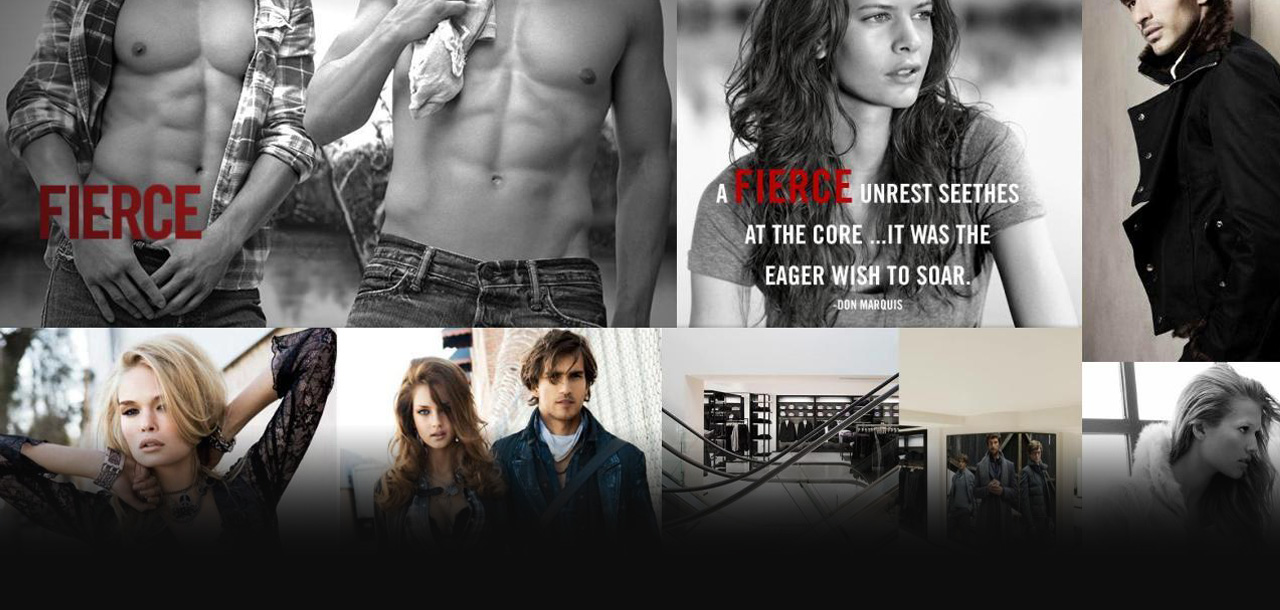 FIERCE
A FIERCE UNREST SEETHES
AT THE CORE ...IT WAS THE
EAGER WISH TO SOAR.
-DON MARQUIS